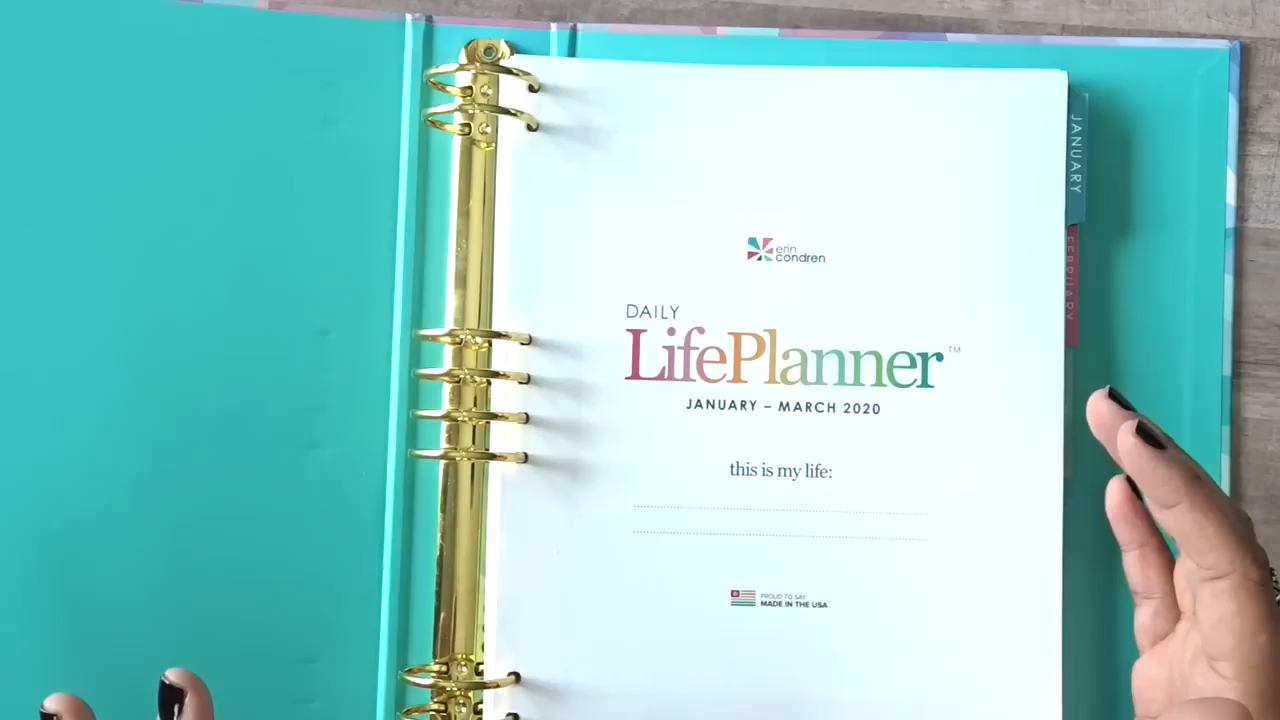 erin
condren
DAILY
LifePlanner™
JANUARY – MARCH 2020
this is my life:
PROUD TO SAY
MADE IN THE USA
JANUARY
FEBRUARY